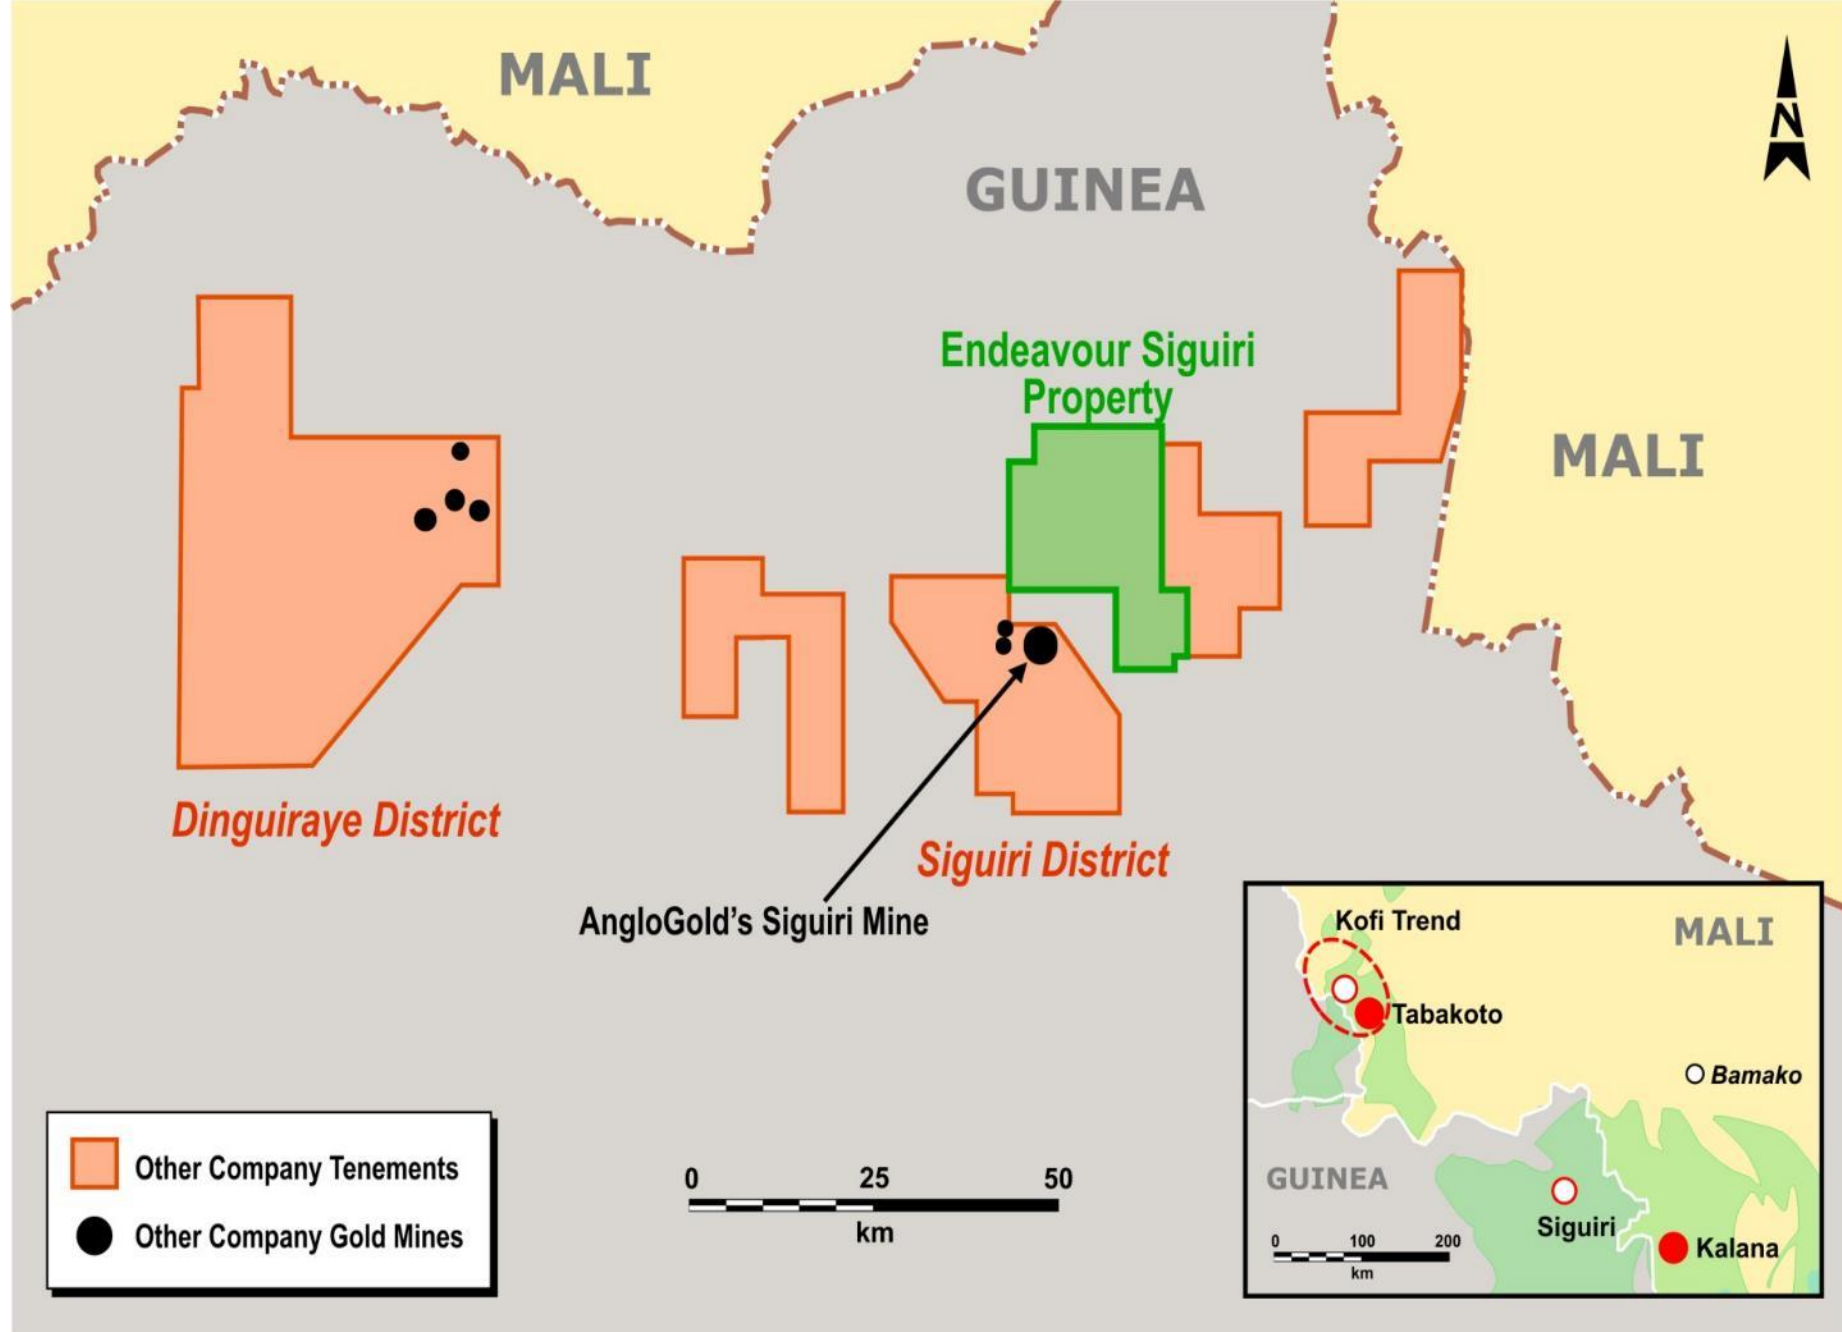 MALI
GUINEA
N
Endeavour Siguiri
Property
MALI
Dinguiraye District
Siguiri District
AngloGold's Siguiri Mine
Other Company Tenements
Other Company Gold Mines
0 25 50
km
Kofi Trend
MALI
Tabakoto
Bamako
GUINEA
Siguiri
Kalana
0 100 200
km